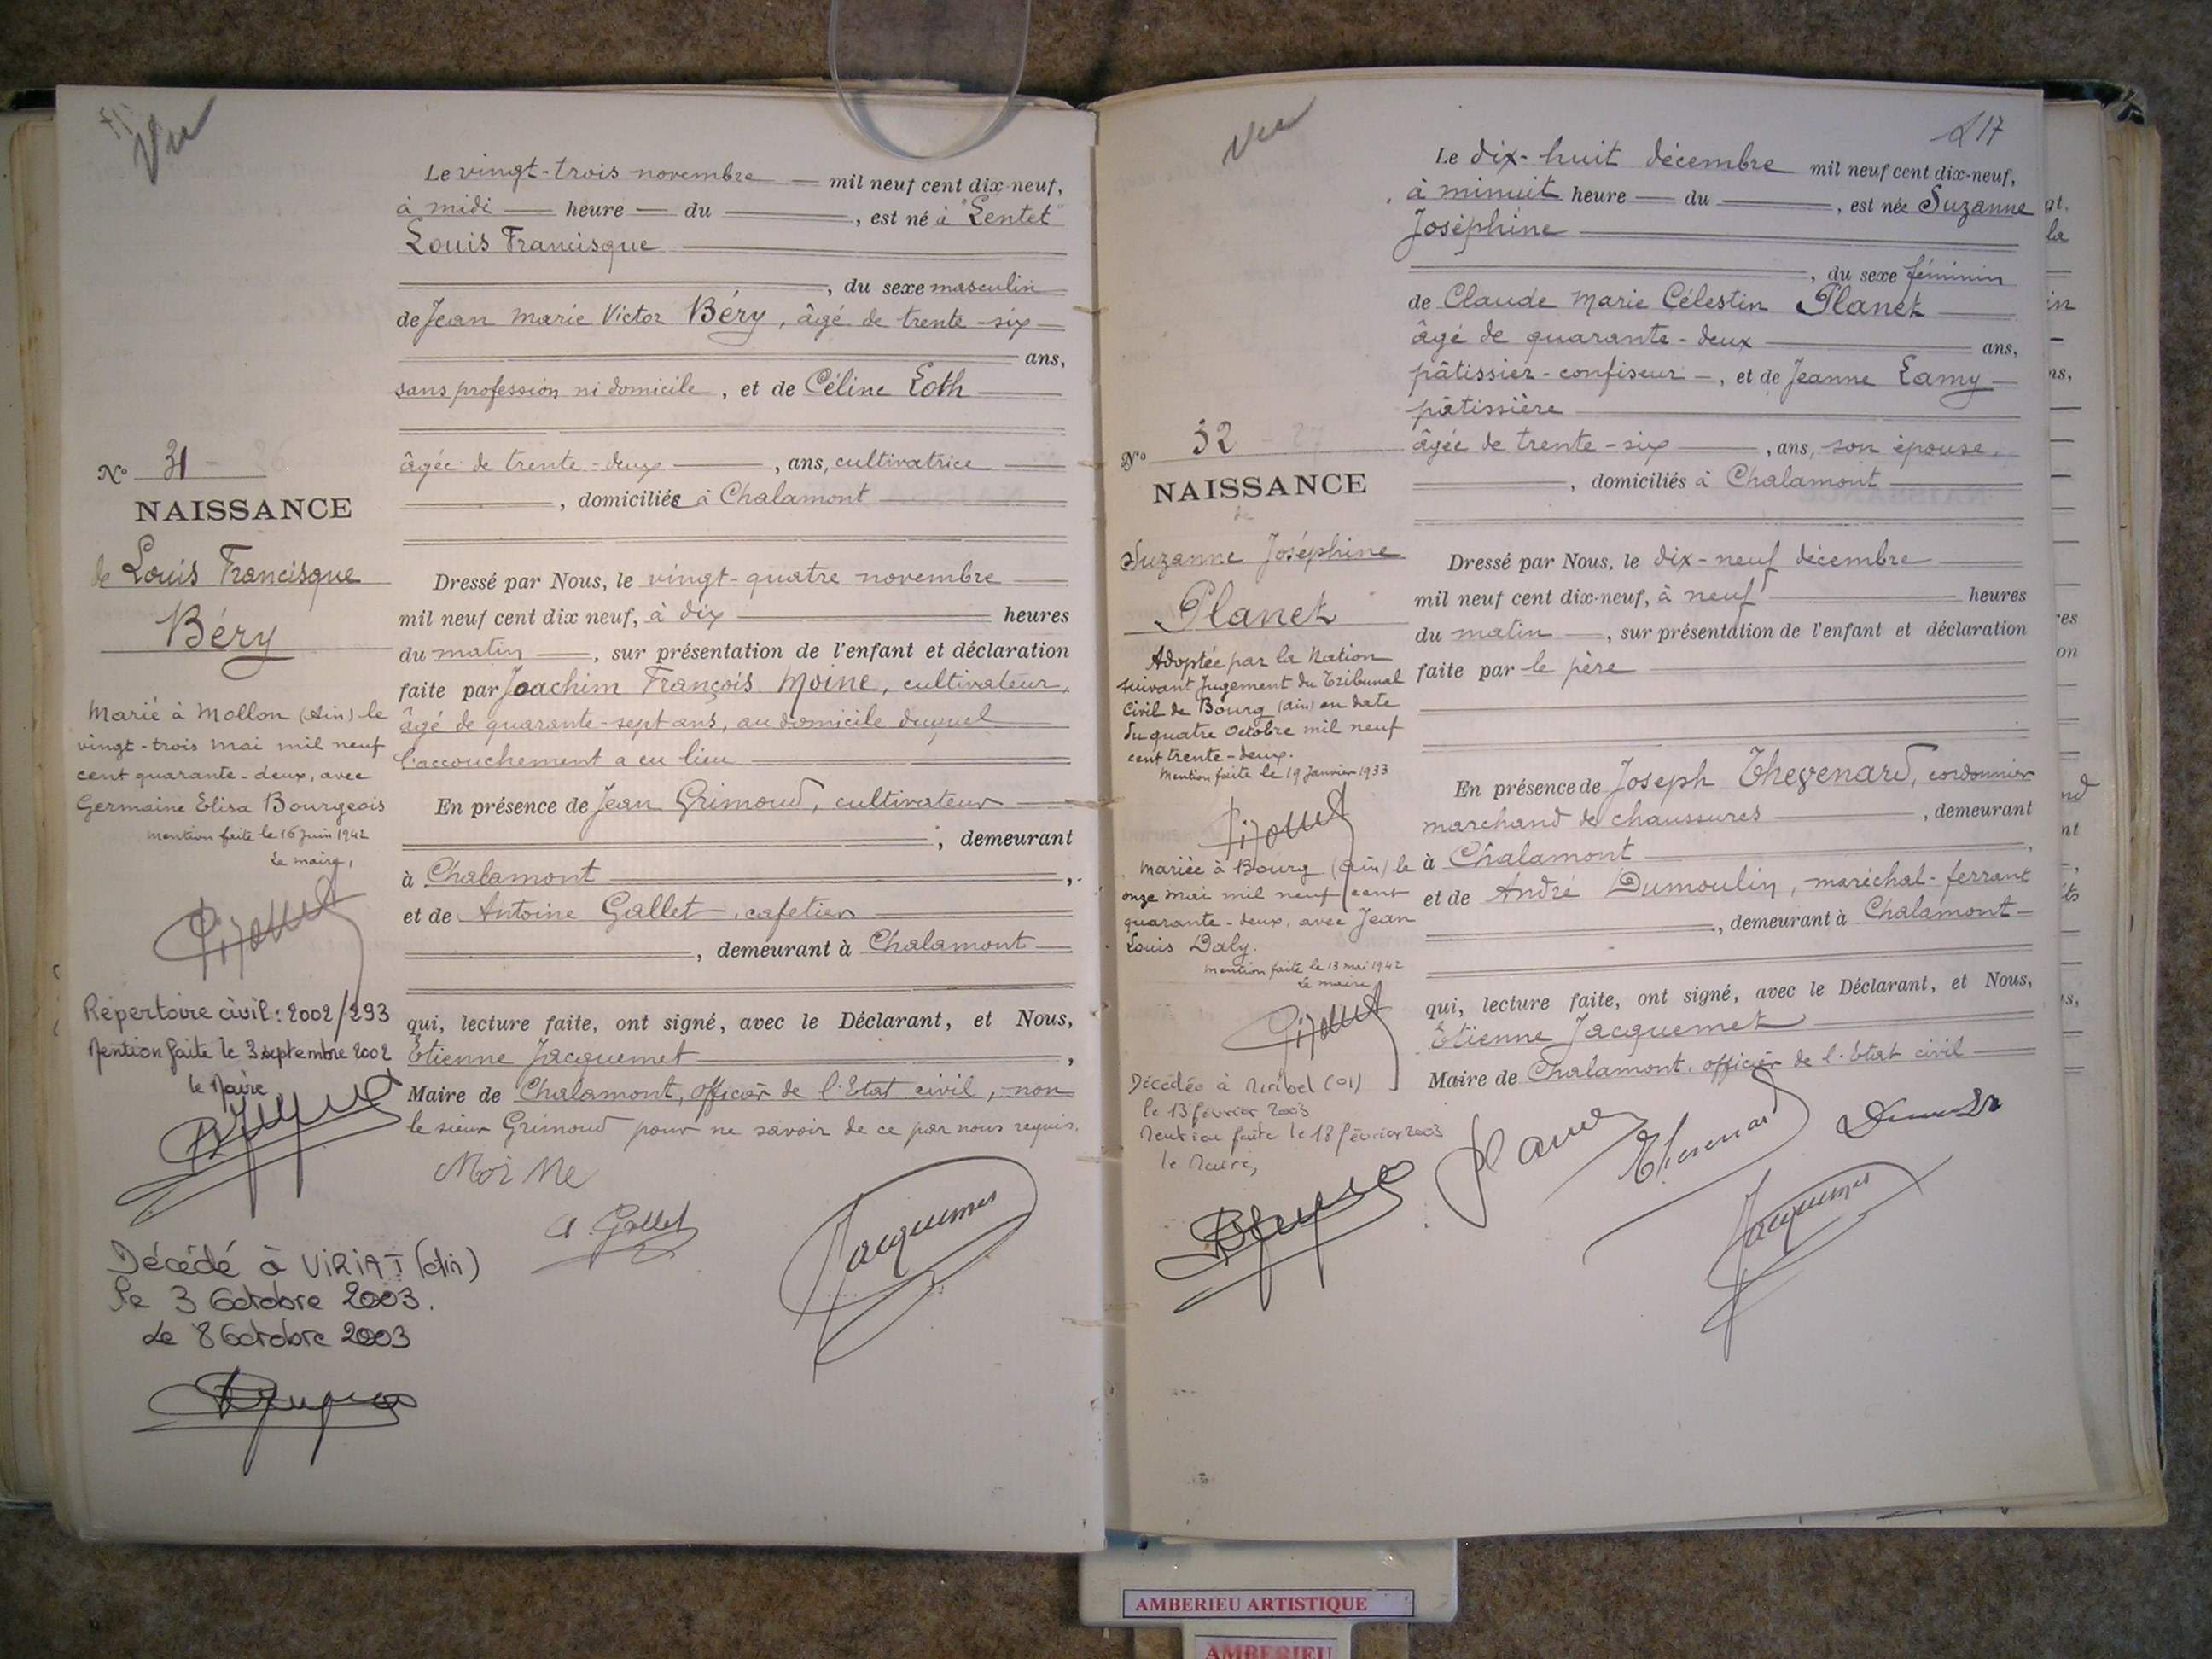 Vu
Le vingt-trois novembre mil neuf cent dix-neuf,
à midi heure du , est né à "Lentet"
Louis Francisque
, du sexe masculin
de Jean Marie Victor Béry, âgé de trente-six
ans,
sans profession ni domicile, et de Céline Loth
âgée de trente-deux , ans, cultivatrice
, domiciliés à Chalamont
N° 31
NAISSANCE
de Louis Francisque
Béry
Dressé par Nous, le vingt-quatre novembre
mil neuf cent dix neuf, à dix heures
du matin , sur présentation de l'enfant et déclaration
faite par Joachim François Moine, cultivateur,
âgé de quarante-sept ans, au domicile duquel
l'accouchement a eu lieu
En présence de Jean Grimoud, cultivateur
, demeurant
à Chalamont ,
et de Antoine Gallet, cafetier
, demeurant à Chalamont
qui, lecture faite, ont signé, avec le Déclarant, et Nous,
Etienne Jacquemet ,
Maire de Chalamont, officier de l'Etat civil, non
le sieur Grimoud pour ne savoir de ce par nous requis.
Moine
A. Gallet
Jacquemet
Marié à Mollon (Ain) le
vingt-trois mai mil neuf
cent quarante-deux, avec
Germaine Elisa Bourgeois
mention faite le 16 Juin 1942
Le maire,
Répertoire civil : 2002/293
Mention faite le 3 septembre 2002
le Maire
Décédé à VIRIAT (Ain)
le 3 Octobre 2003.
Le 8 Octobre 2003
Vu
217
Le dix-huit décembre mil neuf cent dix-neuf,
à minuit heure du , est née Suzanne
Joséphine
, du sexe féminin
de Claude Marie Célestin Planet
âgé de quarante-deux ans,
pâtissier-confiseur , et de Jeanne Lamy
pâtissière
âgée de trente-six , ans, son épouse,
, domiciliés à Chalamont
N° 32
NAISSANCE
de
Suzanne Joséphine
Planet
Dressé par Nous, le dix-neuf décembre
mil neuf cent dix-neuf, à neuf heures
du matin , sur présentation de l'enfant et déclaration
faite par le père
En présence de Joseph Thevenard, cordonnier
marchand de chaussures , demeurant
à Chalamont ,
et de André Dumoulin, maréchal-ferrant
, demeurant à Chalamont
qui, lecture faite, ont signé, avec le Déclarant, et Nous,
Etienne Jacquemet
Maire de Chalamont, officier de l'Etat civil
Planet
Thevenard
Jacquemet
Adoptée par la Nation
suivant Jugement du Tribunal
Civil de Bourg (Ain) en date
du quatre Octobre mil neuf
cent trente-deux.
Mention faite le 19 Janvier 1933
Mariée à Bourg (Ain) le
onze mai mil neuf cent
quarante-deux, avec Jean
Louis Daly.
mention faite le 13 mai 1942
Le maire
Décédée à Miribel (01)
le 13 février 2003
Mention faite le 18 février 2003
le Maire,
AMBERIEU ARTISTIQUE
AMBERIEU